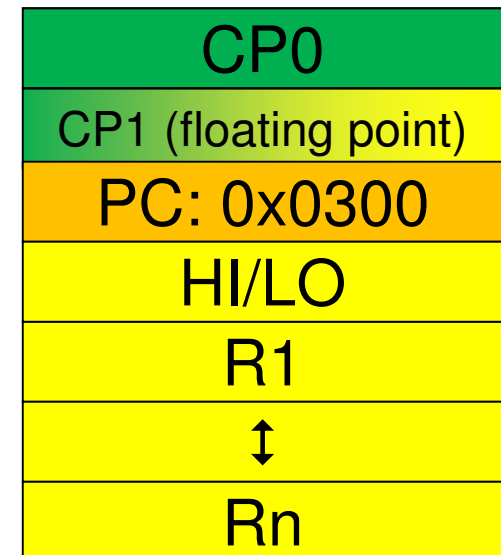 CP0
CP1 (floating point)
PC: 0x0300
HI/LO
R1
↕
Rn